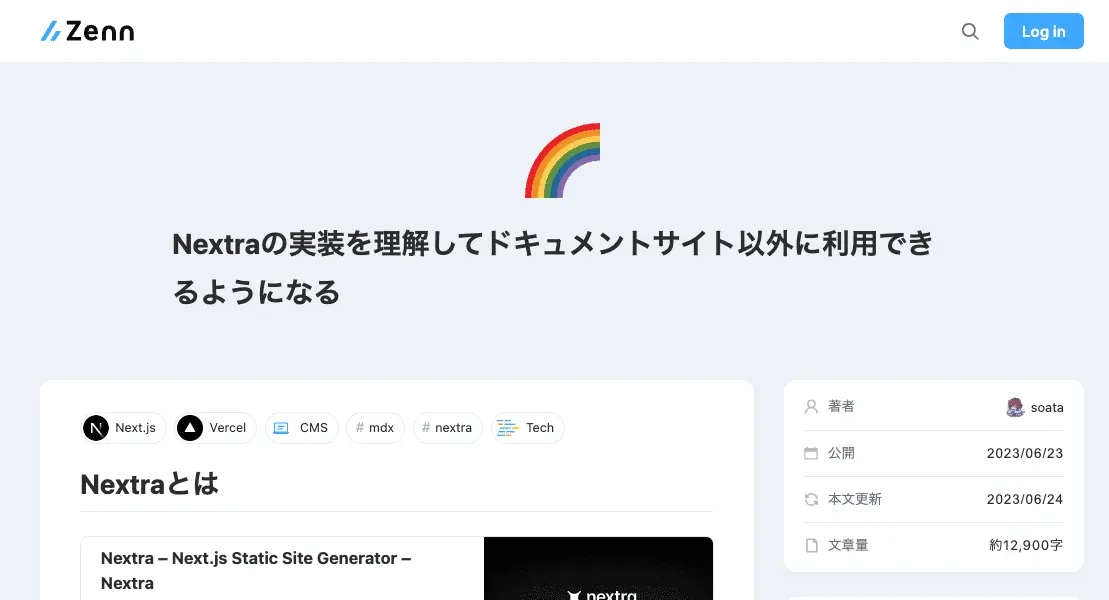 Zenn
Log in
Nextraの実装を理解してドキュメントサイト以外に利用でき
るようになる
Next.js
Vercel
CMS
# mdx
# nextra
Tech
Nextraとは
Nextra – Next.js Static Site Generator –
Nextra
nextra
著者
soata
公開
2023/06/23
本文更新
2023/06/24
文章量
約12,900字